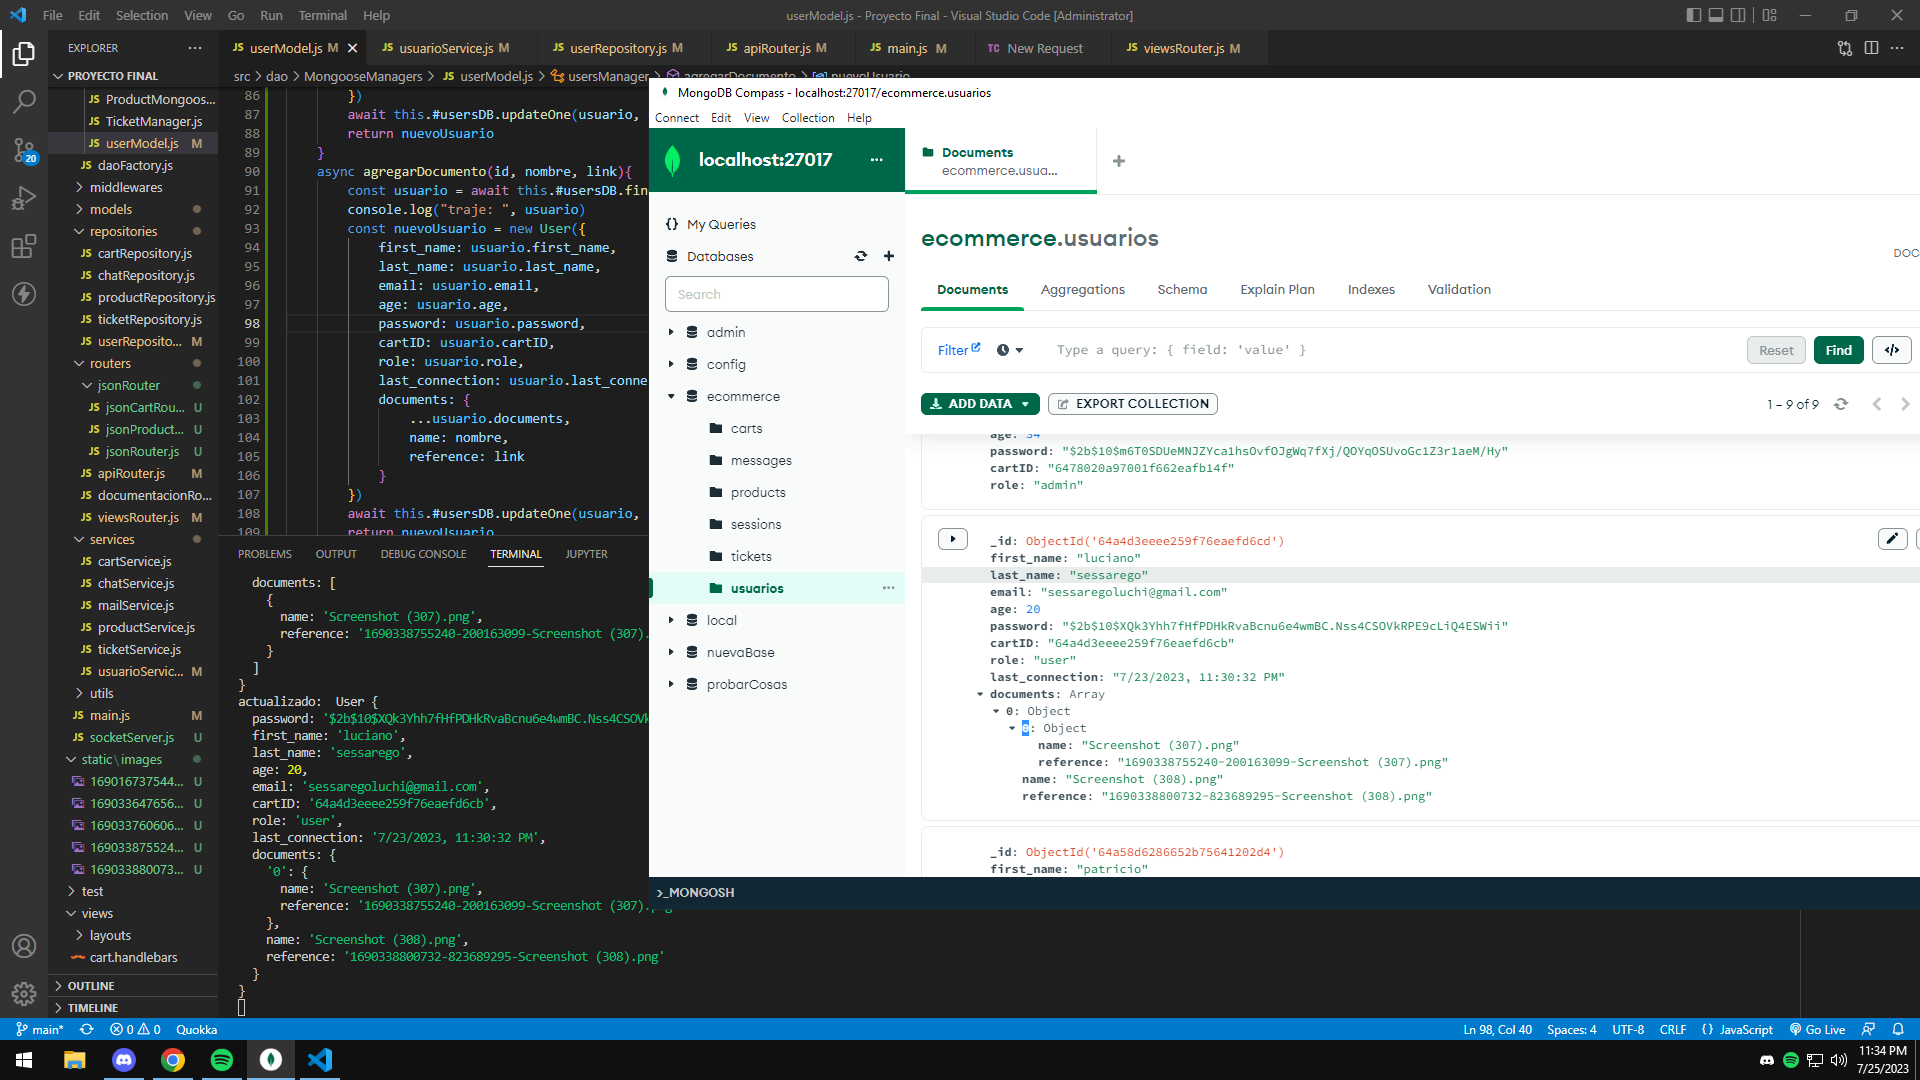 File Edit Selection View Go Run Terminal Help
userModel.js - Proyecto Final - Visual Studio Code [Administrator]
EXPLORER
PROYECTO FINAL
JS ProductMongoos...
JS TicketManager.js
JS userModel.js M
JS daoFactory.js
middlewares
models
repositories
JS cartRepository.js
JS chatRepository.js
JS productRepository.js
JS ticketRepository.js
JS userReposito... M
routers
jsonRouter
JS jsonCartRou... U
JS jsonProduct... U
JS jsonRouter.js U
JS apiRouter.js M
JS documentacionRo...
JS viewsRouter.js M
services
JS cartService.js
JS chatService.js
JS mailService.js
JS productService.js
JS ticketService.js
JS usuarioServic... M
utils
JS main.js M
JS socketServer.js U
static\images
169016737544... U
169033647656... U
169033760606... U
169033875524... U
169033880073... U
test
views
layouts
cart.handlebars
OUTLINE
TIMELINE
20
JS userModel.js M
JS usuarioService.js M
JS userRepository.js M
JS apiRouter.js M
JS main.js M
TC New Request
JS viewsRouter.js M
src > dao > MongooseManagers > JS userModel.js > usersManager > agregarDocumento > nuevoUsuario
86 })
87 await this.#usersDB.updateOne(usuario,
88 return nuevoUsuario
89 }
90 async agregarDocumento(id, nombre, link){
91 const usuario = await this.#usersDB.fin
92 console.log("traje: ", usuario)
93 const nuevoUsuario = new User({
94 first_name: usuario.first_name,
95 last_name: usuario.last_name,
96 email: usuario.email,
97 age: usuario.age,
98 password: usuario.password,
99 cartID: usuario.cartID,
100 role: usuario.role,
101 last_connection: usuario.last_conne
102 documents: {
103 ...usuario.documents,
104 name: nombre,
105 reference: link
106 }
107 })
108 await this.#usersDB.updateOne(usuario,
109 return nuevoUsuario
PROBLEMS OUTPUT DEBUG CONSOLE TERMINAL JUPYTER
documents: [
{
name: 'Screenshot (307).png',
reference: '1690338755240-200163099-Screenshot (307).
}
]
}
actualizado: User {
password: '$2b$10$XQk3Yhh7fHfPDHkRvaBcnu6e4wmBC.Nss4CSOVk
first_name: 'luciano',
last_name: 'sessarego',
age: 20,
email: 'sessaregoluchi@gmail.com',
cartID: '64a4d3eeee259f76eaefd6cb',
role: 'user',
last_connection: '7/23/2023, 11:30:32 PM',
documents: {
'0': {
name: 'Screenshot (307).png',
reference: '1690338755240-200163099-Screenshot (307).png'
},
name: 'Screenshot (308).png',
reference: '1690338800732-823689295-Screenshot (308).png'
}
}
MongoDB Compass - localhost:27017/ecommerce.usuarios
Connect Edit View Collection Help
localhost:27017 ...
My Queries
Databases
Search
admin
config
ecommerce
carts
messages
products
sessions
tickets
usuarios ...
local
nuevaBase
probarCosas
Documents
ecommerce.usua...
ecommerce.usuarios
DOC
Documents Aggregations Schema Explain Plan Indexes Validation
Filter Type a query: { field: 'value' } Reset Find </>
ADD DATA EXPORT COLLECTION 1 – 9 of 9
age: 34
password: "$2b$10$m6T0SDUeMNJZYca1hsOvfOJgWq7fXj/QOYqOSUvoGc1Z3r1aeM/Hy"
cartID: "6478020a97001f662eafb14f"
role: "admin"
_id: ObjectId('64a4d3eeee259f76eaefd6cd')
first_name: "luciano"
last_name: "sessarego"
email: "sessaregoluchi@gmail.com"
age: 20
password: "$2b$10$XQk3Yhh7fHfPDHkRvaBcnu6e4wmBC.Nss4CSOVkRPE9cLiQ4ESWii"
cartID: "64a4d3eeee259f76eaefd6cb"
role: "user"
last_connection: "7/23/2023, 11:30:32 PM"
documents: Array
0: Object
0: Object
name: "Screenshot (307).png"
reference: "1690338755240-200163099-Screenshot (307).png"
name: "Screenshot (308).png"
reference: "1690338800732-823689295-Screenshot (308).png"
_id: ObjectId('64a58d6286652b75641202d4')
first_name: "patricio"
>_MONGOSH
main* 0 0 Quokka
Ln 98, Col 40 Spaces: 4 UTF-8 CRLF { } JavaScript Go Live
11:34 PM
7/25/2023